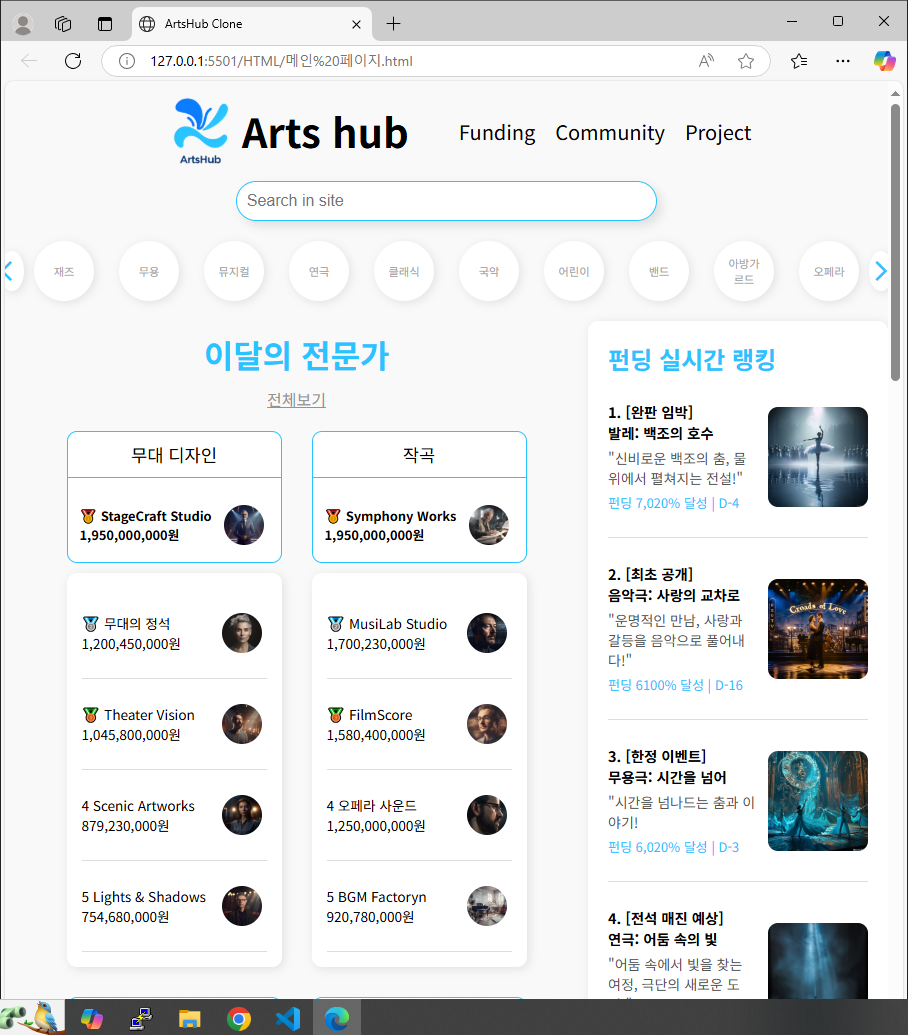 ArtsHub Clone
127.0.0.1:5501/HTML/메인%20페이지.html
ArtsHub
Arts hub
Funding
Community
Project
Search in site
재즈
무용
뮤지컬
연극
클래식
국악
어린이
밴드
아방가
르드
오페라
이달의 전문가
전체보기
무대 디자인
StageCraft Studio
1,950,000,000원
무대의 정석
1,200,450,000원
Theater Vision
1,045,800,000원
4 Scenic Artworks
879,230,000원
5 Lights & Shadows
754,680,000원
작곡
Symphony Works
1,950,000,000원
MusiLab Studio
1,700,230,000원
FilmScore
1,580,400,000원
4 오페라 사운드
1,250,000,000원
5 BGM Factoryn
920,780,000원
펀딩 실시간 랭킹
1. [완판 임박]
발레: 백조의 호수
"신비로운 백조의 춤, 물
위에서 펼쳐지는 전설!"
펀딩 7,020% 달성 | D-4
2. [최초 공개]
음악극: 사랑의 교차로
"운명적인 만남, 사랑과
갈등을 음악으로 풀어내
다!"
펀딩 6100% 달성 | D-16
Croads of Love
3. [한정 이벤트]
무용극: 시간을 넘어
"시간을 넘나드는 춤과 이
야기!
펀딩 6,020% 달성 | D-3
4. [전석 매진 예상]
연극: 어둠 속의 빛
"어둠 속에서 빛을 찾는
여정, 극단의 새로운 도